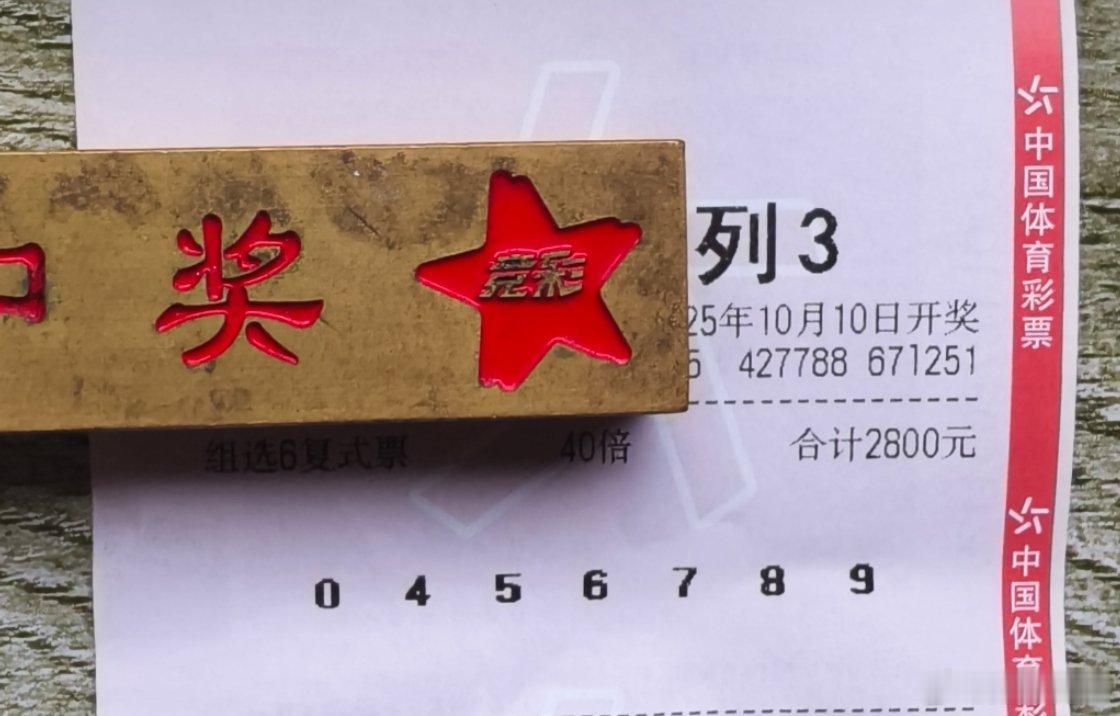 奖 竞彩
列3
25年10月10日开奖
5 427788 671251
组选6复式票 40倍 合计2800元
0 4 5 6 7 8 9
中国体育彩票
中国体育彩